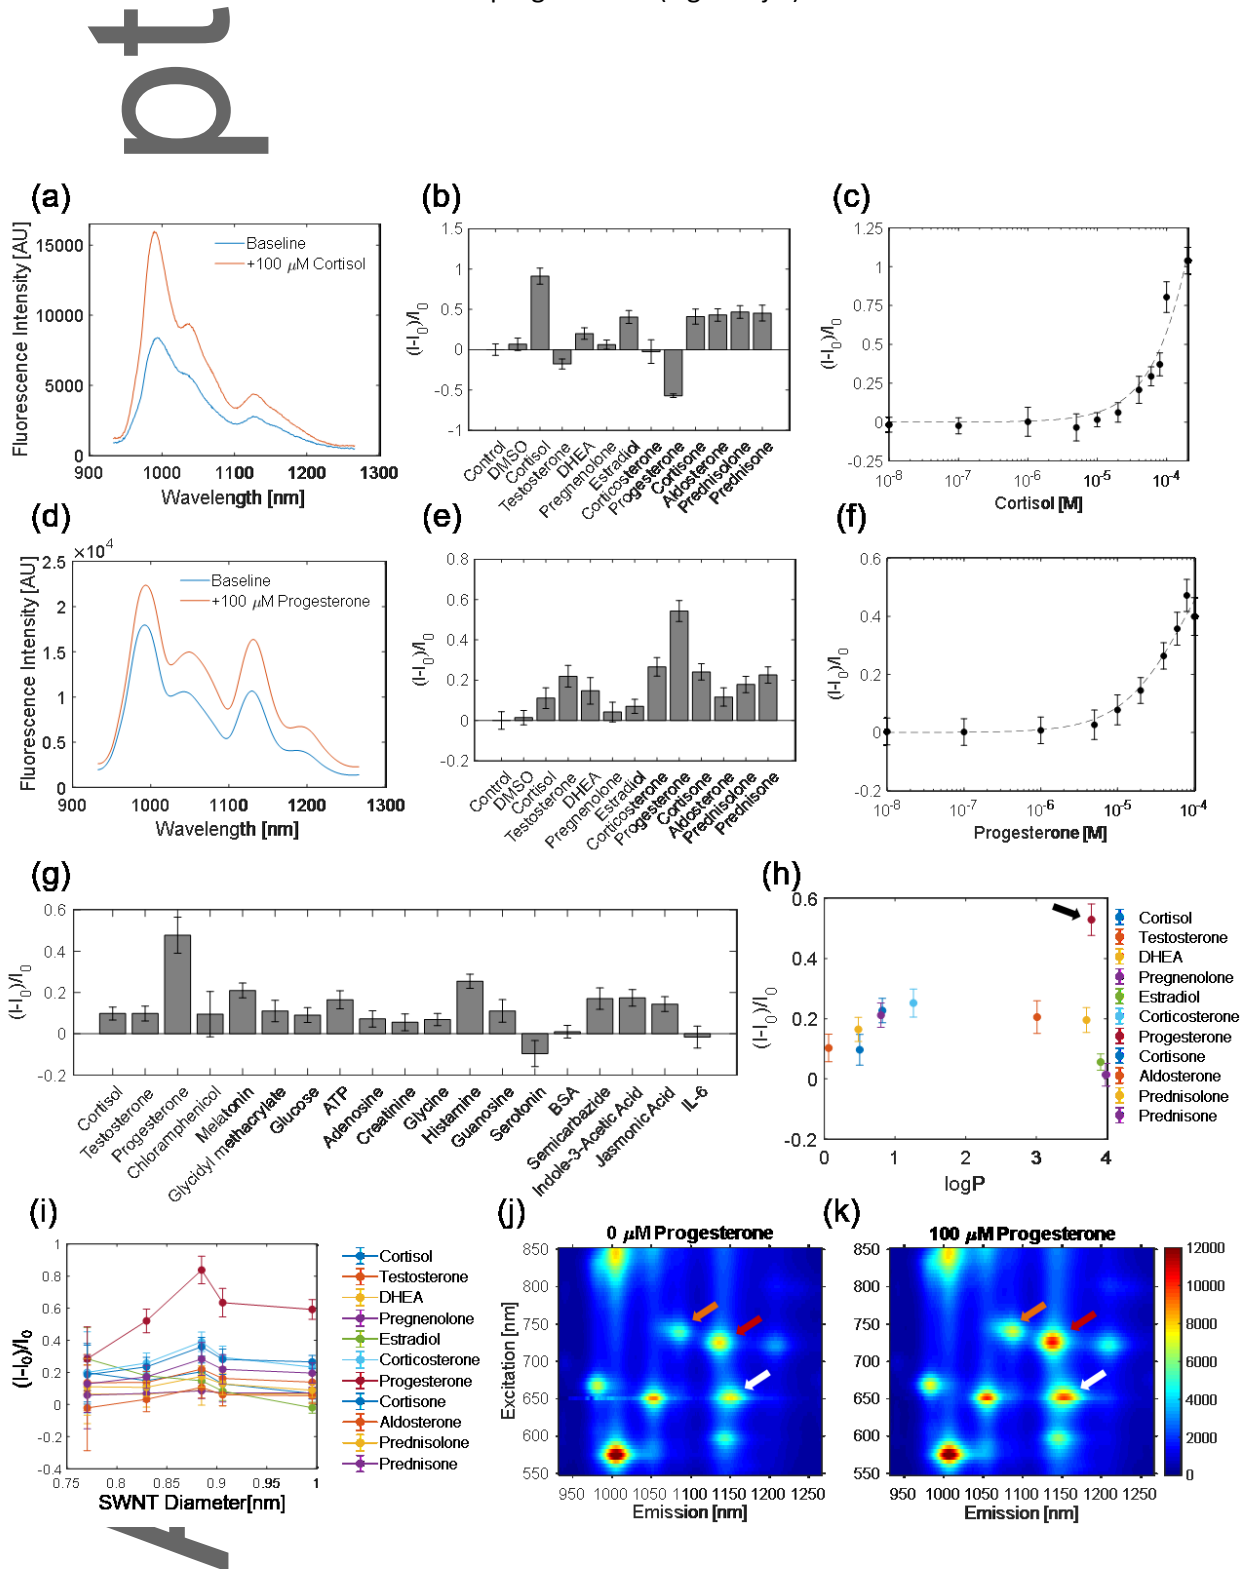 pt
(a)
Fluorescence Intensity [AU]
15000
10000
5000
0
900 1000 1100 1200 1300
Wavelength [nm]
Baseline
+100 μM Cortisol
(b)
(I-I0)/I0
1.5
1
0.5
0
-0.5
-1
Control
DMSO
Cortisol
Testosterone
DHEA
Pregnenolone
Estradiol
Corticosterone
Progesterone
Cortisone
Aldosterone
Prednisolone
Prednisone
(c)
(I-I0)/I0
1.25
1
0.75
0.5
0.25
0
-0.25
10-8 10-7 10-6 10-5 10-4
Cortisol [M]
(d)
×104
Fluorescence Intensity [AU]
2.5
2
1.5
1
0.5
0
900 1000 1100 1200 1300
Wavelength [nm]
Baseline
+100 μM Progesterone
(e)
(I-I0)/I0
0.8
0.6
0.4
0.2
0
-0.2
Control
DMSO
Cortisol
Testosterone
DHEA
Pregnenolone
Estradiol
Corticosterone
Progesterone
Cortisone
Aldosterone
Prednisolone
Prednisone
(f)
(I-I0)/I0
0.6
0.4
0.2
0
-0.2
10-8 10-7 10-6 10-5 10-4
Progesterone [M]
(g)
(I-I0)/I0
0.6
0.4
0.2
0
-0.2
Cortisol
Testosterone
Progesterone
Chloramphenicol
Melatonin
Glycidyl methacrylate
Glucose
ATP
Adenosine
Creatinine
Glycine
Histamine
Guanosine
Serotonin
BSA
Semicarbazide
Indole-3-Acetic Acid
Jasmonic Acid
IL-6
(h)
(I-I0)/I0
0.6
0.4
0.2
0
-0.2
0 1 2 3 4
logP
Cortisol
Testosterone
DHEA
Pregnenolone
Estradiol
Corticosterone
Progesterone
Cortisone
Aldosterone
Prednisolone
Prednisone
(i)
(I-I0)/I0
1
0.8
0.6
0.4
0.2
0
-0.2
-0.4
0.75 0.8 0.85 0.9 0.95 1
SWNT Diameter[nm]
Cortisol
Testosterone
DHEA
Pregnenolone
Estradiol
Corticosterone
Progesterone
Cortisone
Aldosterone
Prednisolone
Prednisone
(j)
0 μM Progesterone
Excitation [nm]
850
800
750
700
650
600
550
950 1000 1050 1100 1150 1200 1250
Emission [nm]
(k)
100 μM Progesterone
850
800
750
700
650
600
550
950 1000 1050 1100 1150 1200 1250
Emission [nm]
12000
10000
8000
6000
4000
2000
0